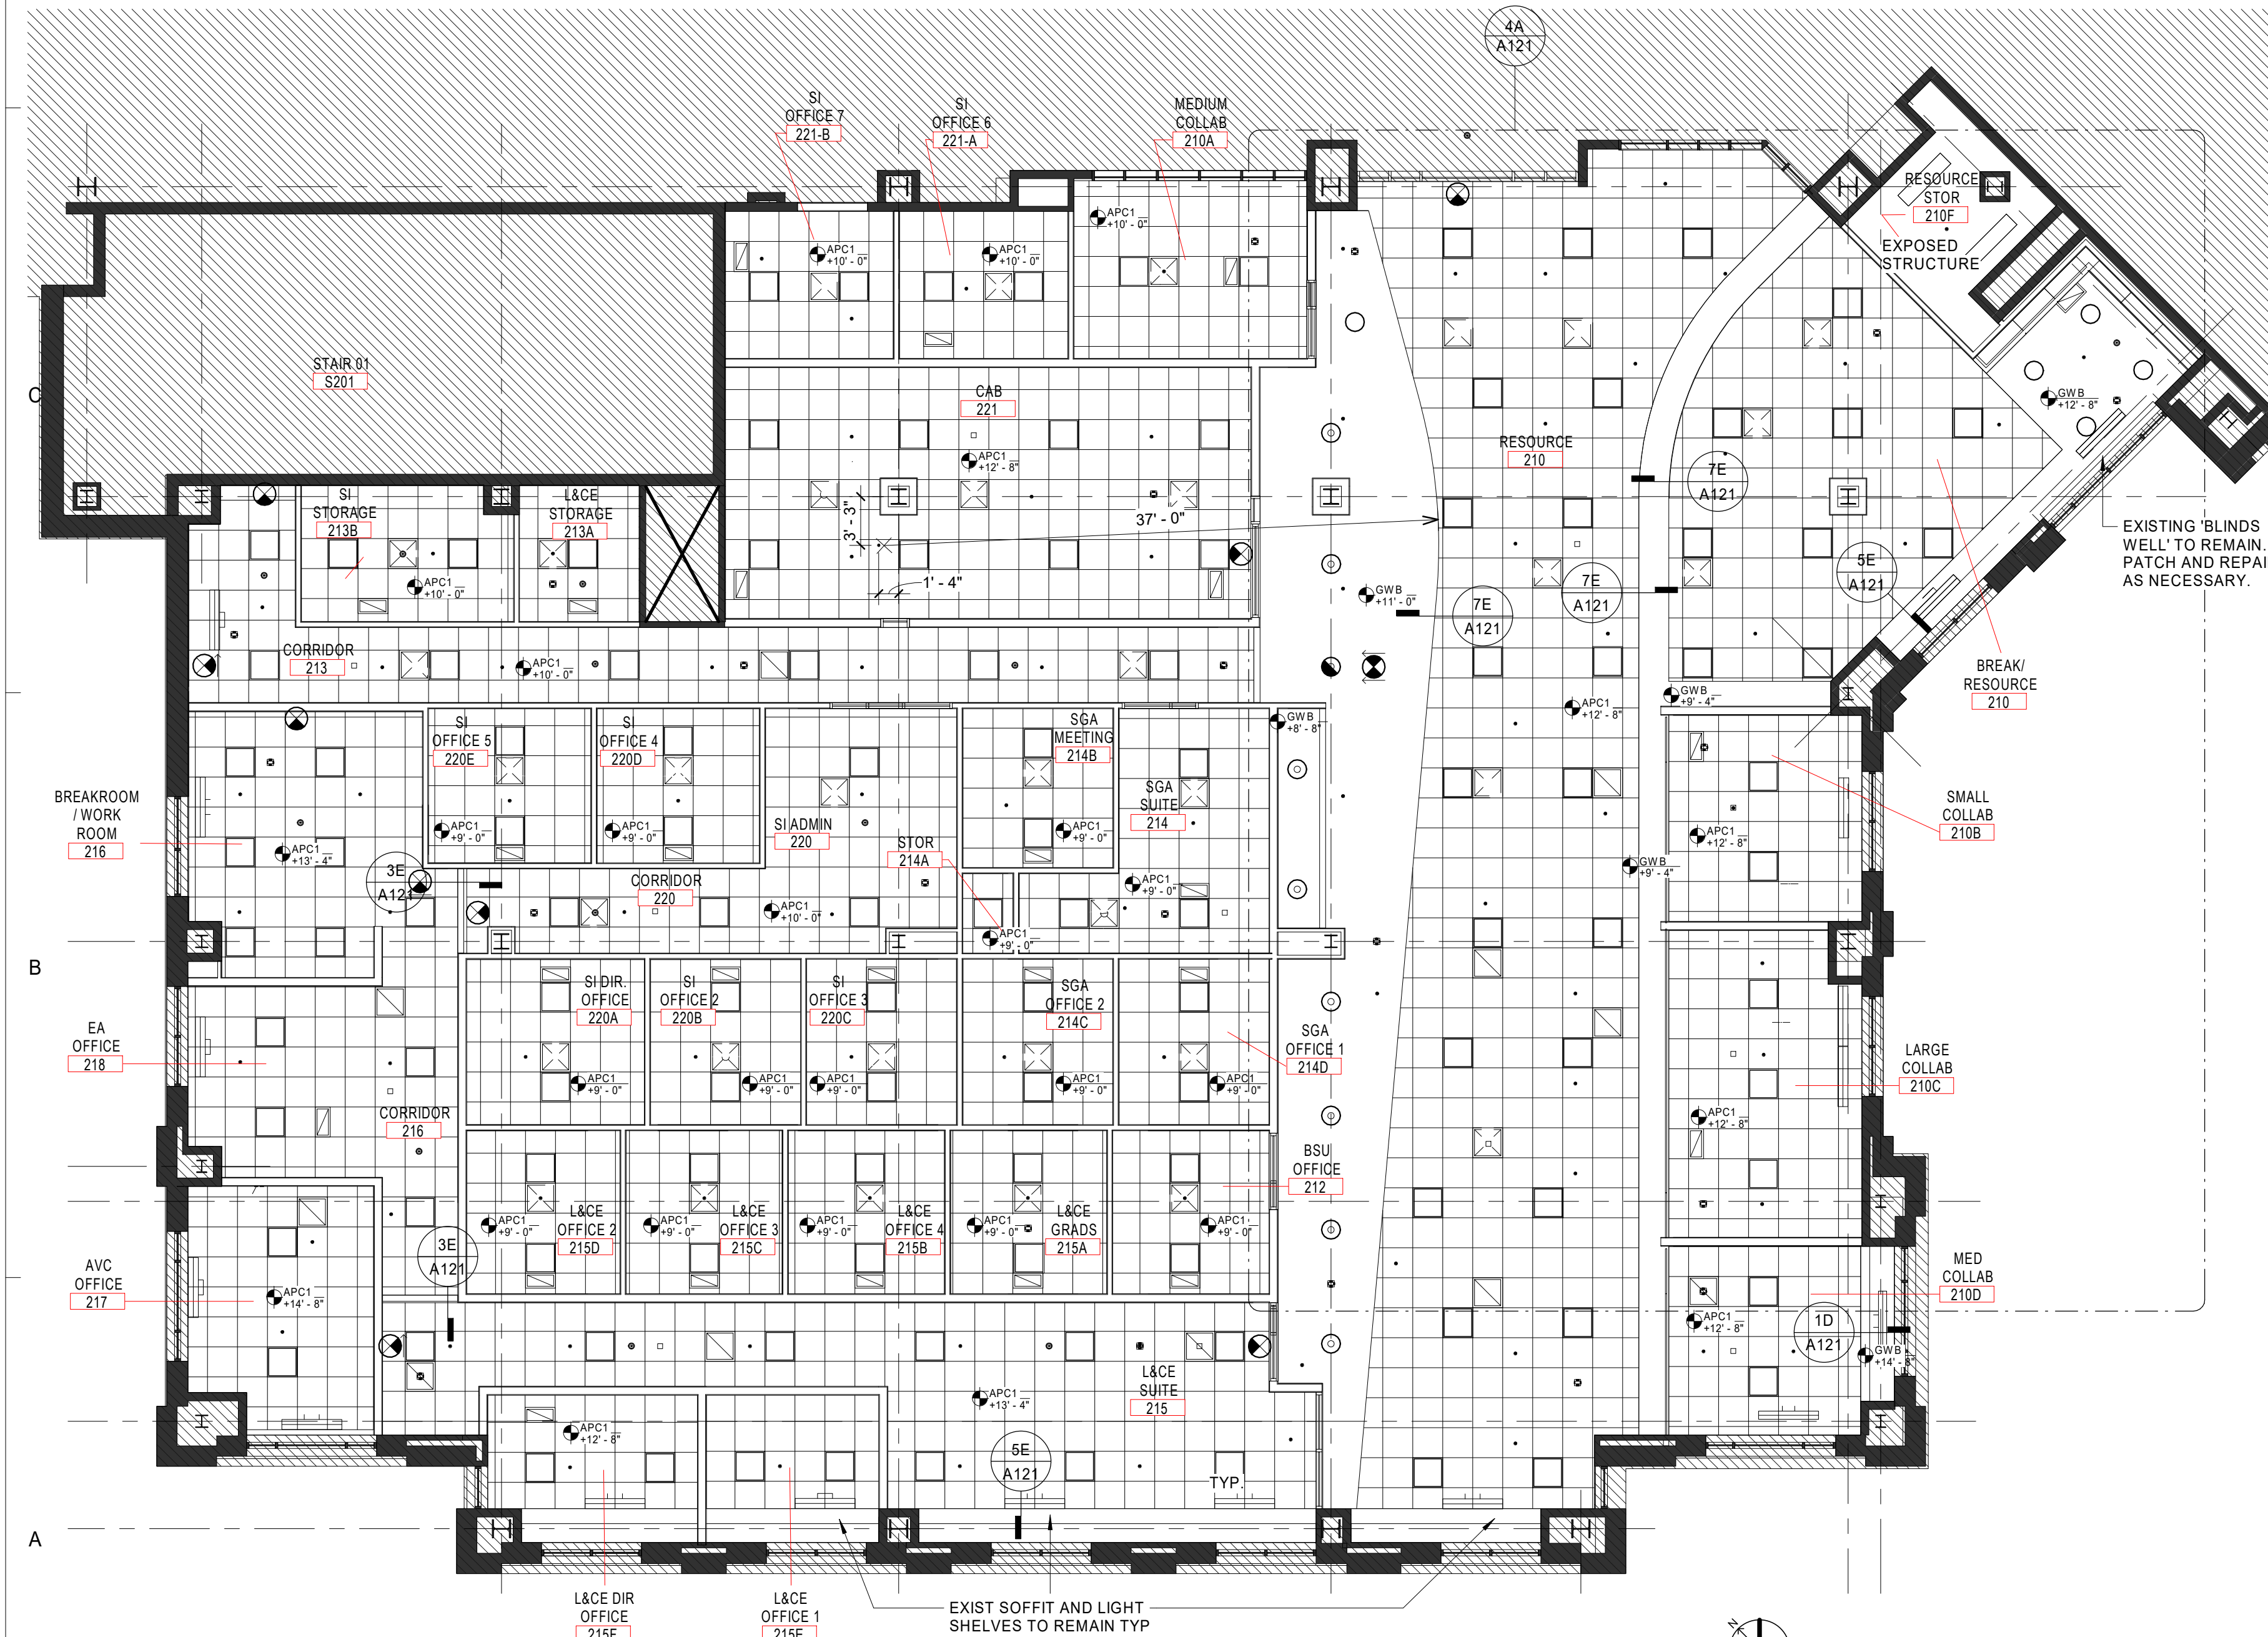 4A
A121
SI
OFFICE 7
221-B
SI
OFFICE 6
221-A
MEDIUM
COLLAB
210A
APC1
+10' - 0"
APC1
+10' - 0"
APC1
+10' - 0"
RESOURCE
STOR
210F
EXPOSED
STRUCTURE
STAIR 01
S201
C
CAB
221
APC1
+12' - 8"
GWB
+12' - 8"
RESOURCE
210
7E
A121
3' - 3"
37' - 0"
1' - 4"
SI
STORAGE
213B
L&CE
STORAGE
213A
APC1
+10' - 0"
EXISTING 'BLINDS
WELL' TO REMAIN.
PATCH AND REPAI
AS NECESSARY.
5E
A121
7E
A121
7E
A121
GWB
+11' - 0"
CORRIDOR
213
APC1
+10' - 0"
BREAK/
RESOURCE
210
GWB
+9' - 4"
APC1
+12' - 8"
GWB
+8' - 8"
SI
OFFICE 5
220E
SI
OFFICE 4
220D
SGA
MEETING
214B
SGA
SUITE
214
BREAKROOM
/ WORK
ROOM
216
APC1
+13' - 4"
APC1
+9' - 0"
APC1
+9' - 0"
SI ADMIN
220
STOR
214A
APC1
+9' - 0"
APC1
+12' - 8"
SMALL
COLLAB
210B
3E
A121
CORRIDOR
220
APC1
+10' - 0"
APC1
+9' - 0"
GWB
+9' - 4"
APC1
+9' - 0"
B
SI DIR.
OFFICE
220A
SI
OFFICE 2
220B
SI
OFFICE 3
220C
SGA
OFFICE 2
214C
SGA
OFFICE 1
214D
EA
OFFICE
218
APC1
+9' - 0"
APC1
+9' - 0"
APC1
+9' - 0"
APC1
+9' - 0"
APC1
+9' - 0"
LARGE
COLLAB
210C
APC1
+12' - 8"
CORRIDOR
216
BSU
OFFICE
212
APC1
+9' - 0"
L&CE
OFFICE 2
215D
APC1
+9' - 0"
L&CE
OFFICE 3
215C
APC1
+9' - 0"
L&CE
OFFICE 4
215B
APC1
+9' - 0"
L&CE
GRADS
215A
APC1
+9' - 0"
3E
A121
AVC
OFFICE
217
APC1
+14' - 8"
MED
COLLAB
210D
APC1
+12' - 8"
1D
A121
GWB
+14' - 8"
L&CE
SUITE
215
APC1
+13' - 4"
APC1
+12' - 8"
5E
A121
TYP.
A
L&CE DIR
OFFICE
215F
L&CE
OFFICE 1
215E
EXIST SOFFIT AND LIGHT
SHELVES TO REMAIN TYP
N